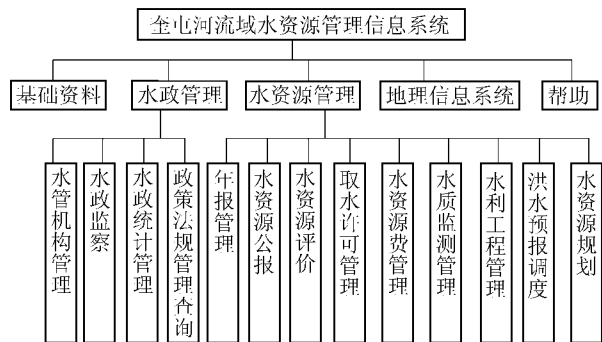 奎屯河流域水资源管理信息系统
基础资料
水政管理
水资源管理
地理信息系统
帮助
水管机构管理
水政监察
水政统计管理
政策法规管理查询
年报管理
水资源公报
水资源评价
取水许可管理
水资源费管理
水质监测管理
水利工程管理
洪水预报调度
水资源规划